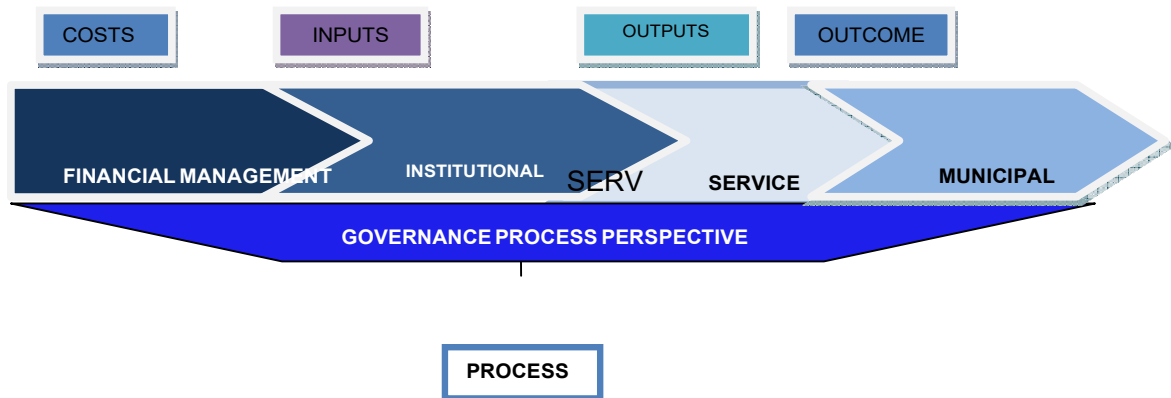 COSTS
INPUTS
OUTPUTS
OUTCOME
FINANCIAL MANAGEMENT
INSTITUTIONAL
SERV
SERVICE
MUNICIPAL
GOVERNANCE PROCESS PERSPECTIVE
PROCESS